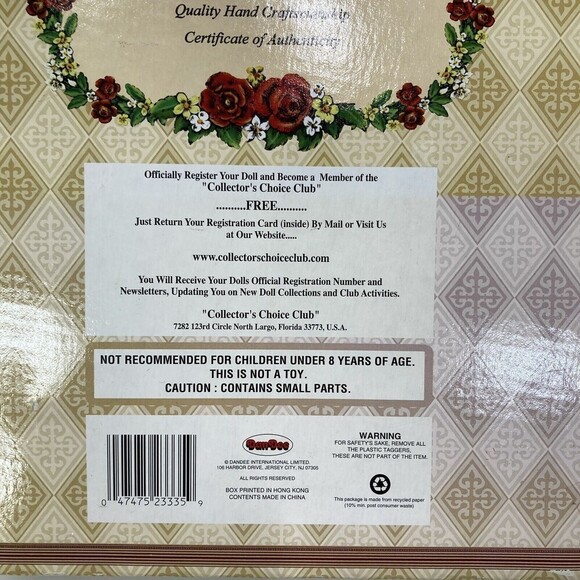 Quality Hand Craftsmanship
Certificate of Authenticity
Officially Register Your Doll and Become a Member of the
"Collector's Choice Club"
..........FREE..........
Just Return Your Registration Card (inside) By Mail or Visit Us
at Our Website.....
www.collectorschoiceclub.com
You Will Receive Your Dolls Official Registration Number and
Newsletters, Updating You on New Doll Collections and Club Activities.
"Collector's Choice Club"
7282 123rd Circle North Largo, Florida 33773, U.S.A.
NOT RECOMMENDED FOR CHILDREN UNDER 8 YEARS OF AGE.
THIS IS NOT A TOY.
CAUTION : CONTAINS SMALL PARTS.
0 47475 23335 9
DanDee
© DANDEE INTERNATIONAL LIMITED.
106 HARBOR DRIVE, JERSEY CITY, NJ 07305
ALL RIGHTS RESERVED
BOX PRINTED IN HONG KONG
CONTENTS MADE IN CHINA
WARNING
FOR SAFETY'S SAKE, REMOVE ALL
THE PLASTIC TAGGERS,
THESE ARE NOT PART OF THE ITEM.
This package is made from recycled paper
(10% min. post consumer waste)